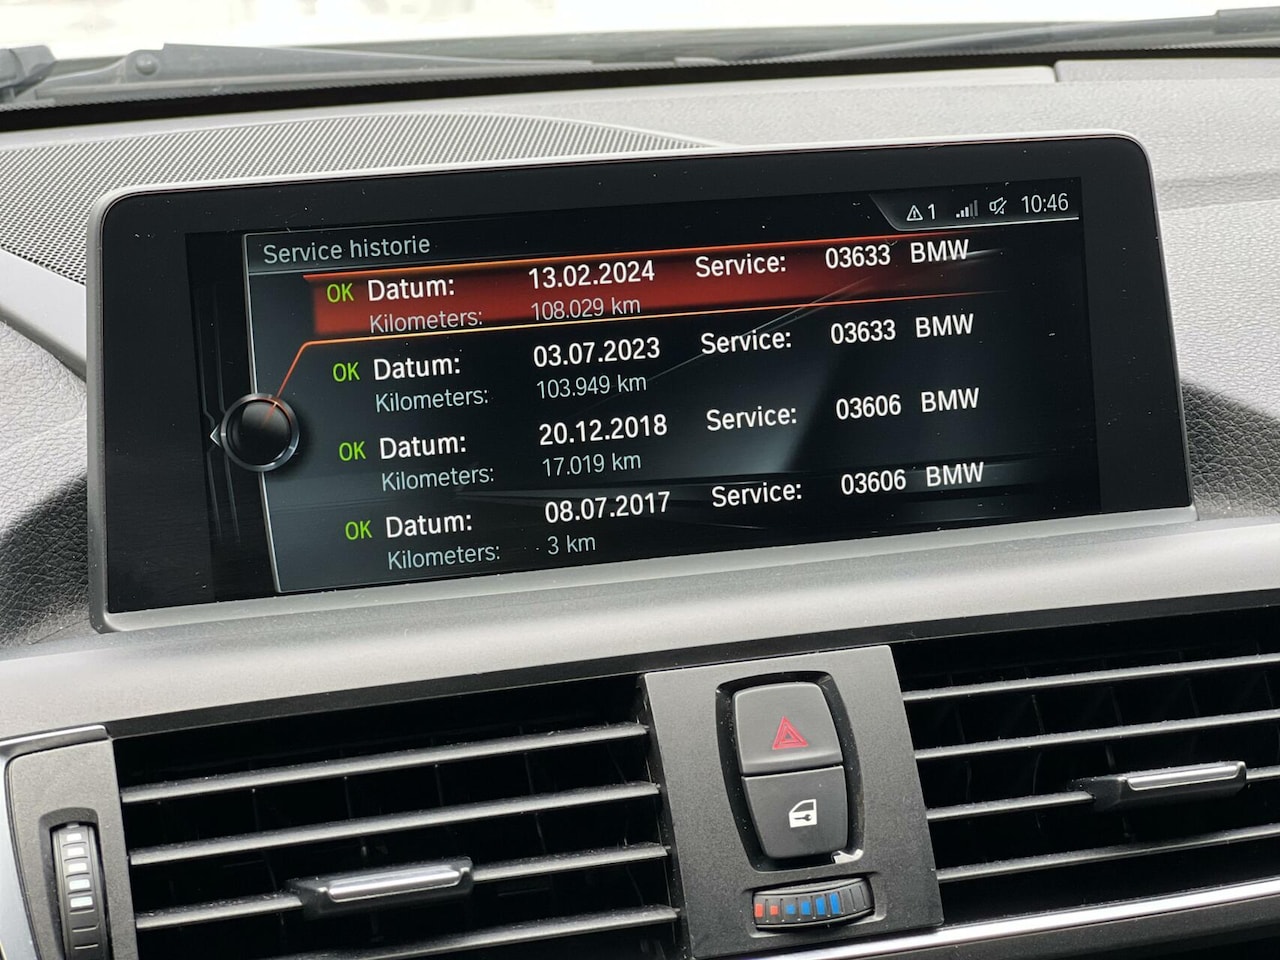 1 10:46
Service historie
OK Datum: 13.02.2024 Service: 03633 BMW
Kilometers: 108.029 km
OK Datum: 03.07.2023 Service: 03633 BMW
Kilometers: 103.949 km
OK Datum: 20.12.2018 Service: 03606 BMW
Kilometers: 17.019 km
OK Datum: 08.07.2017 Service: 03606 BMW
Kilometers: 3 km